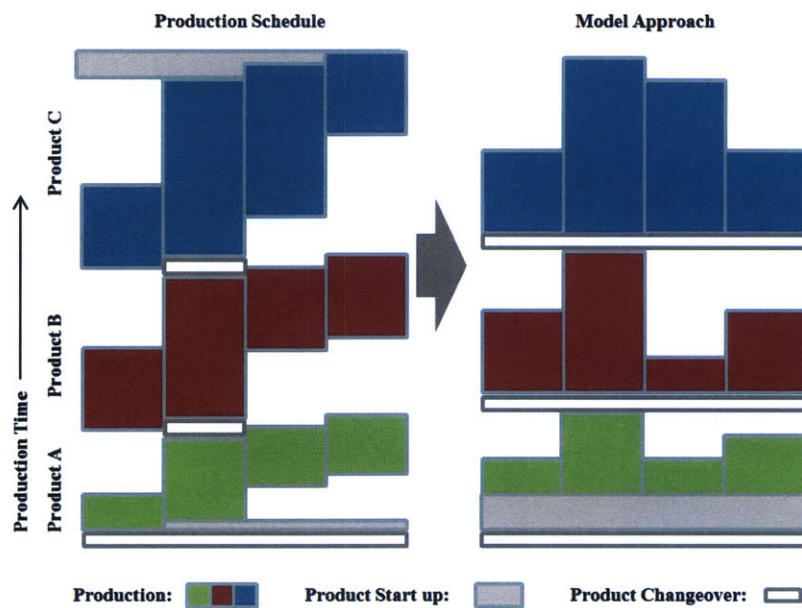 Production Schedule
Model Approach
Product C
Product B
Product A
Production Time
Production:
Product Start up:
Product Changeover: